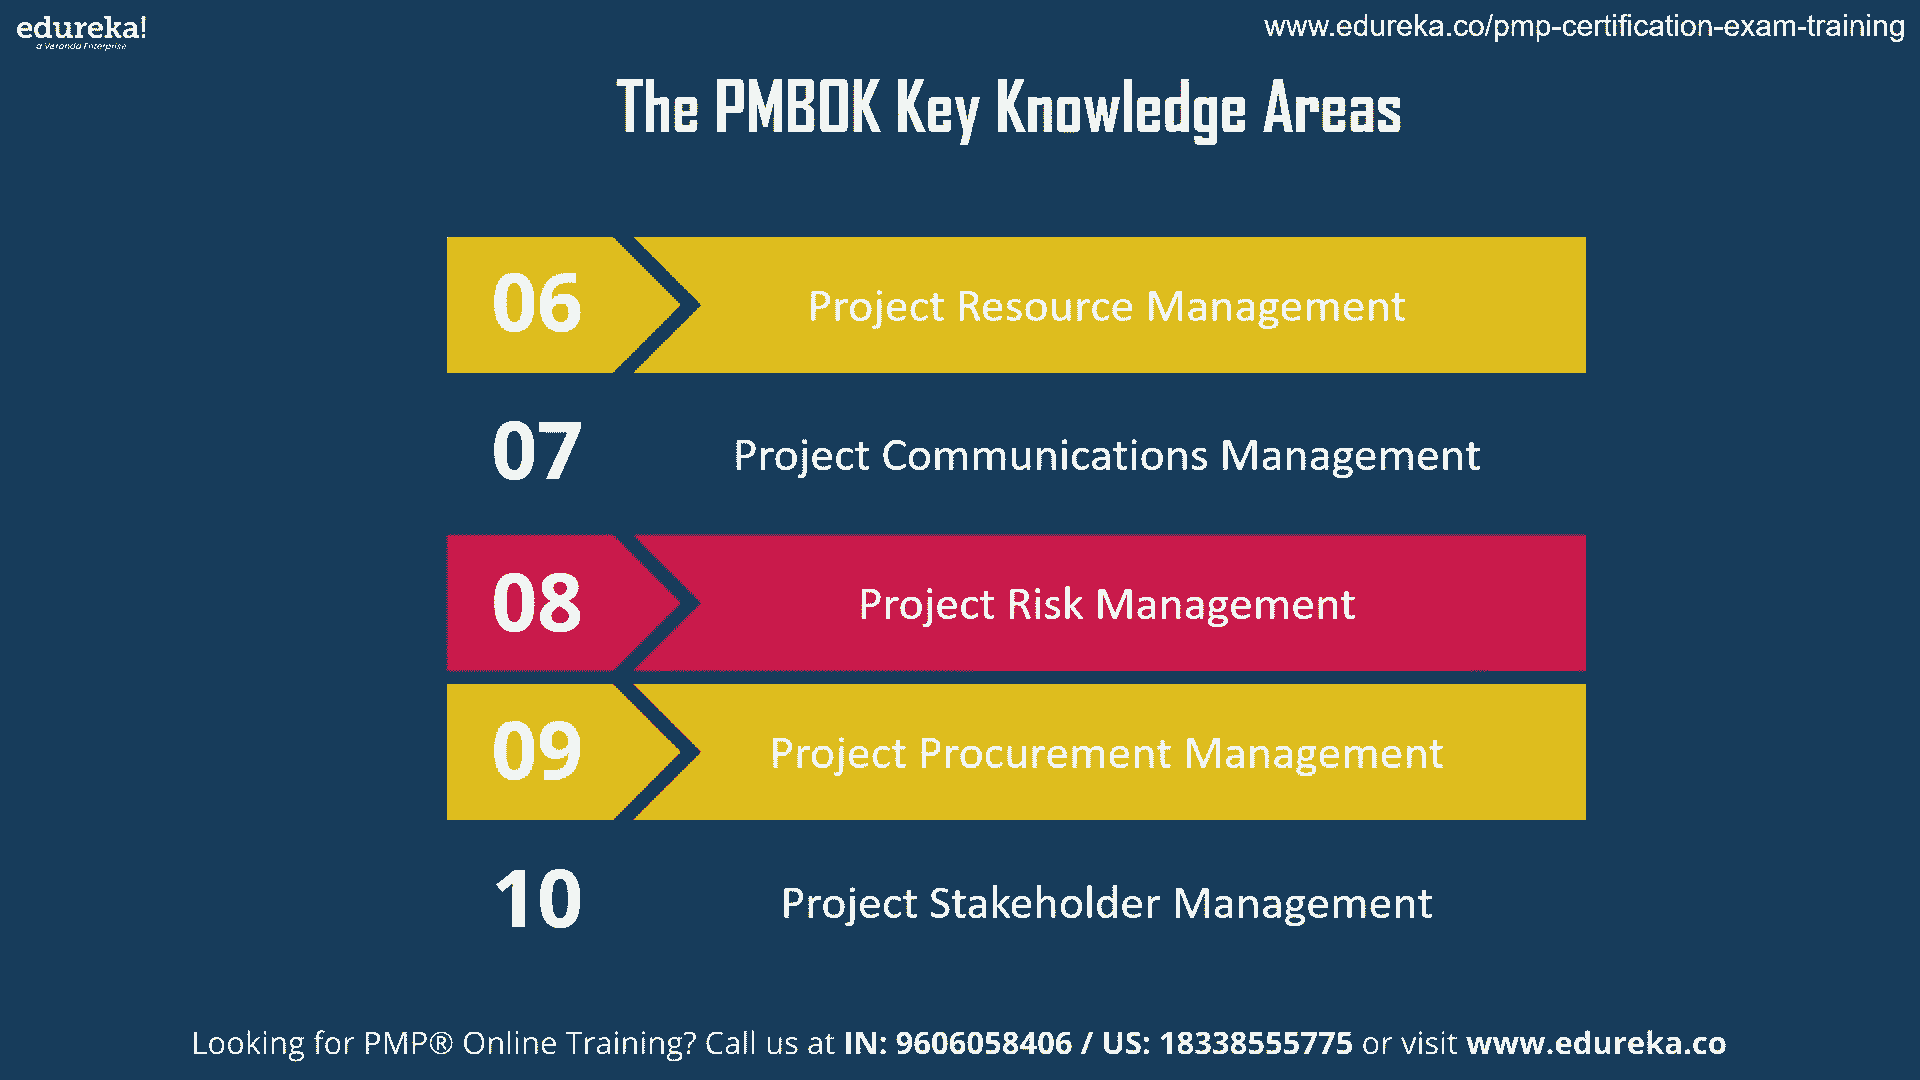 edureka!
a Veranda Enterprise
www.edureka.co/pmp-certification-exam-training
The PMBOK Key Knowledge Areas
06
Project Resource Management
07
Project Communications Management
08
Project Risk Management
09
Project Procurement Management
10
Project Stakeholder Management
Looking for PMP® Online Training? Call us at IN: 9606058406 / US: 18338555775 or visit www.edureka.co